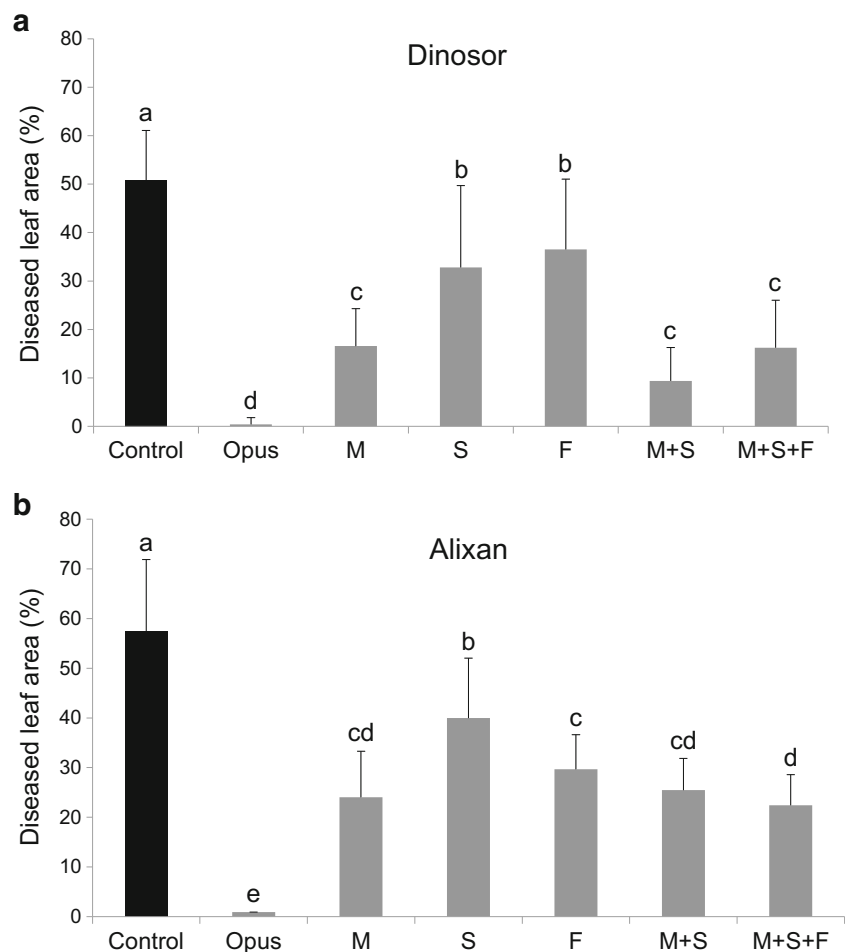 a
Dinosor
Diseased leaf area (%)
80
70
60
50
40
30
20
10
0
a
d
c
b
b
c
c
Control Opus M S F M+S M+S+F
b
Alixan
Diseased leaf area (%)
80
70
60
50
40
30
20
10
0
a
e
cd
b
c
cd
d
Control Opus M S F M+S M+S+F